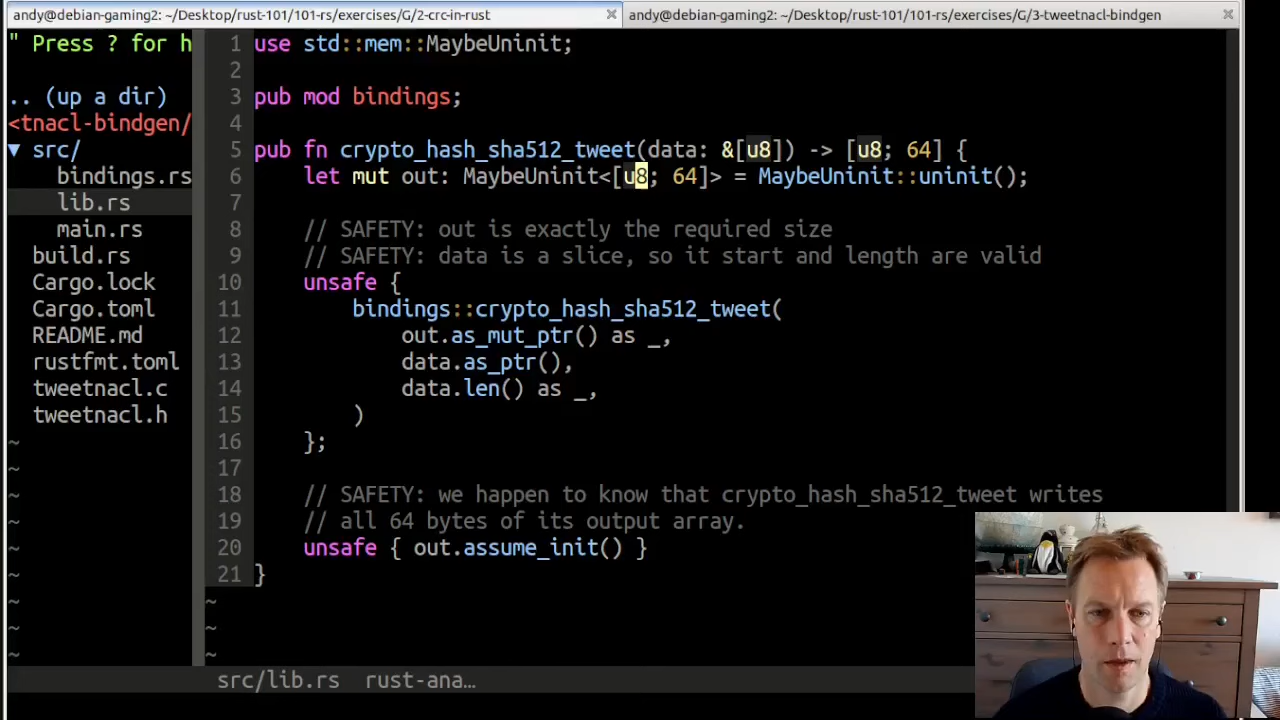 andy@debian-gaming2: ~/Desktop/rust-101/101-rs/exercises/G/2-crc-in-rust
andy@debian-gaming2: ~/Desktop/rust-101/101-rs/exercises/G/3-tweetnacl-bindgen
" Press ? for h
.. (up a dir)
<tnacl-bindgen/
▼ src/
bindings.rs
lib.rs
main.rs
build.rs
Cargo.lock
Cargo.toml
README.md
rustfmt.toml
tweetnacl.c
tweetnacl.h
~
~
~
~
~
~
~
~
~
1 use std::mem::MaybeUninit;
2
3 pub mod bindings;
4
5 pub fn crypto_hash_sha512_tweet(data: &[u8]) -> [u8; 64] {
6     let mut out: MaybeUninit<[u8; 64]> = MaybeUninit::uninit();
7
8     // SAFETY: out is exactly the required size
9     // SAFETY: data is a slice, so it start and length are valid
10     unsafe {
11         bindings::crypto_hash_sha512_tweet(
12             out.as_mut_ptr() as _,
13             data.as_ptr(),
14             data.len() as _,
15         )
16     };
17
18     // SAFETY: we happen to know that crypto_hash_sha512_tweet writes
19     // all 64 bytes of its output array.
20     unsafe { out.assume_init() }
21 }
~
~
~
src/lib.rs  rust-ana…